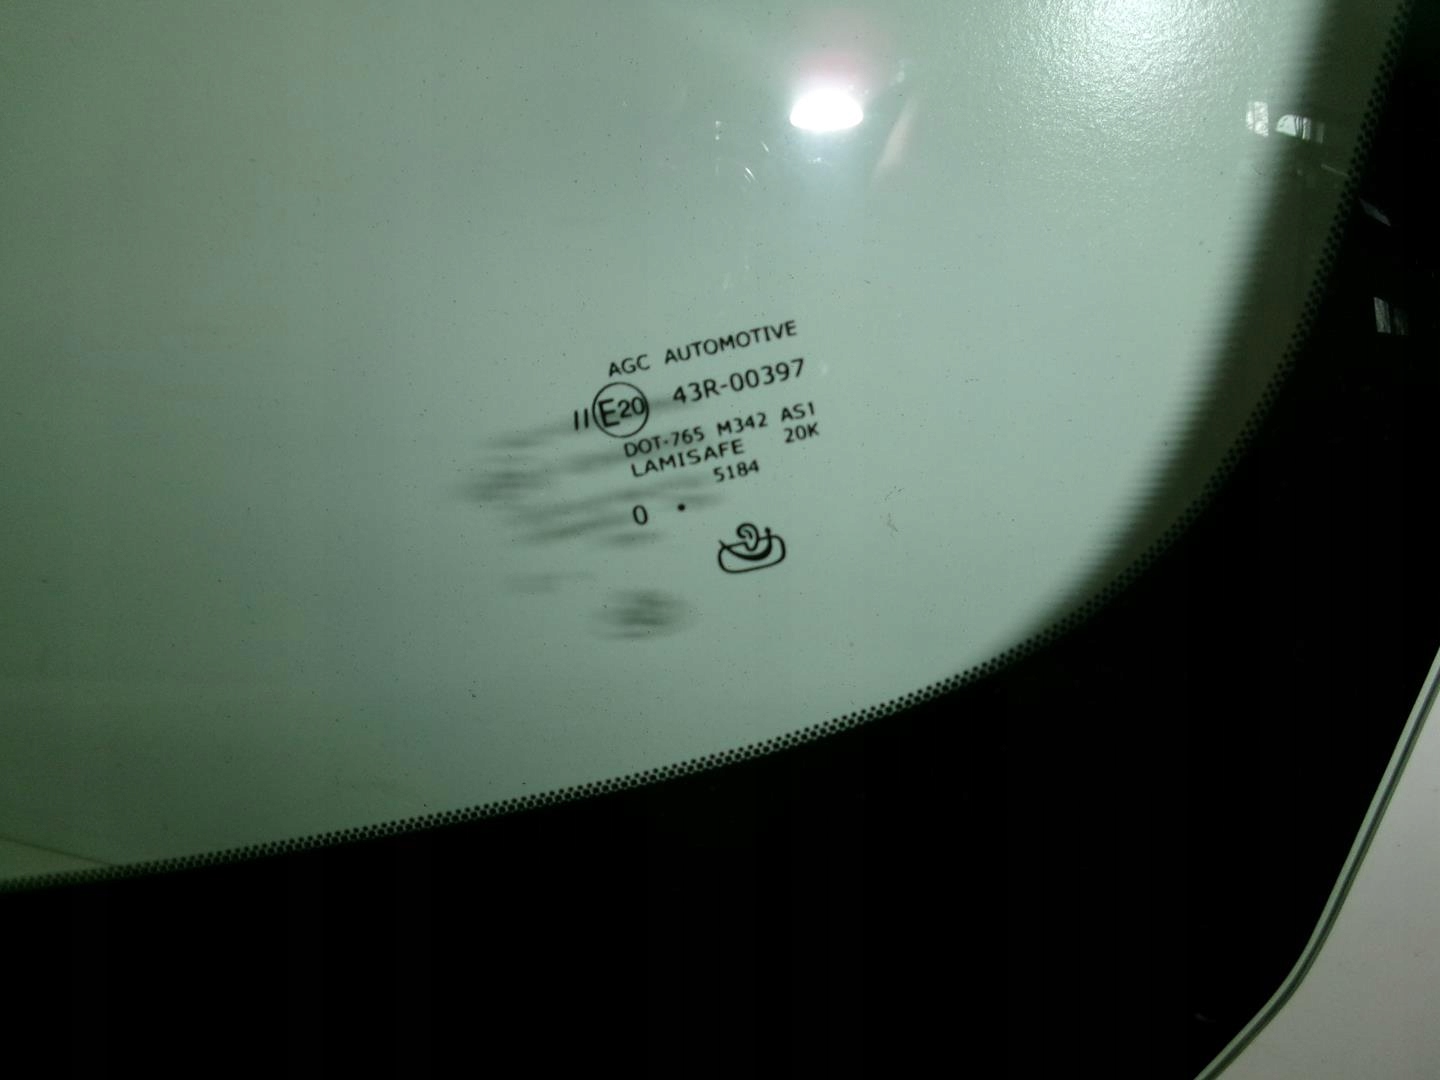 AGC AUTOMOTIVE
II E20 43R-00397
DOT-765 M342 AS1
LAMISAFE 20K
5184
0 •